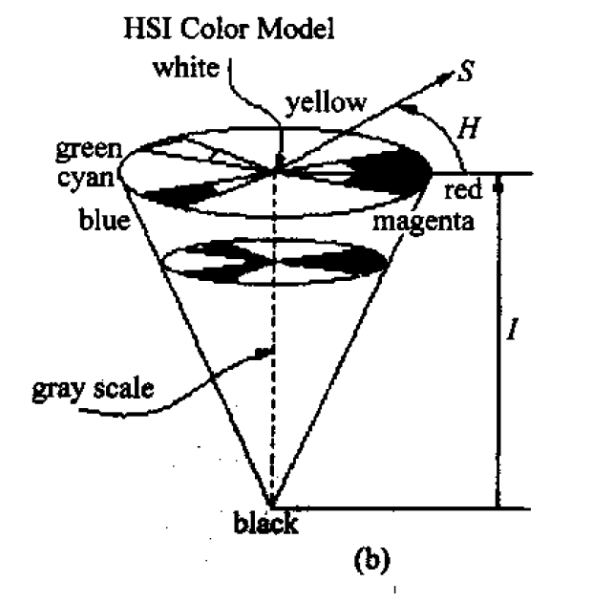 HSI Color Model
white
S
yellow
H
green
cyan
red
blue
magenta
I
gray scale
black
(b)